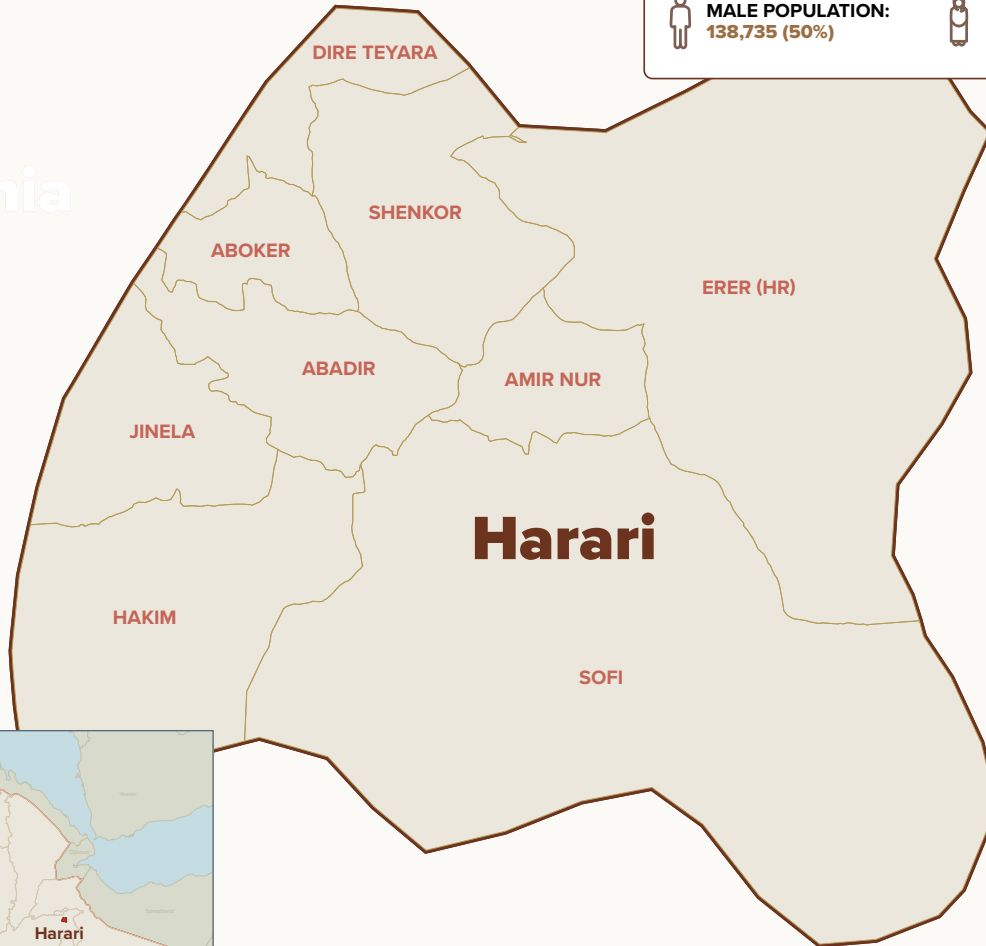 MALE POPULATION:
138,735 (50%)
DIRE TEYARA
nia
SHENKOR
ABOKER
ERER (HR)
ABADIR
AMIR NUR
JINELA
Harari
HAKIM
SOFI
Harari